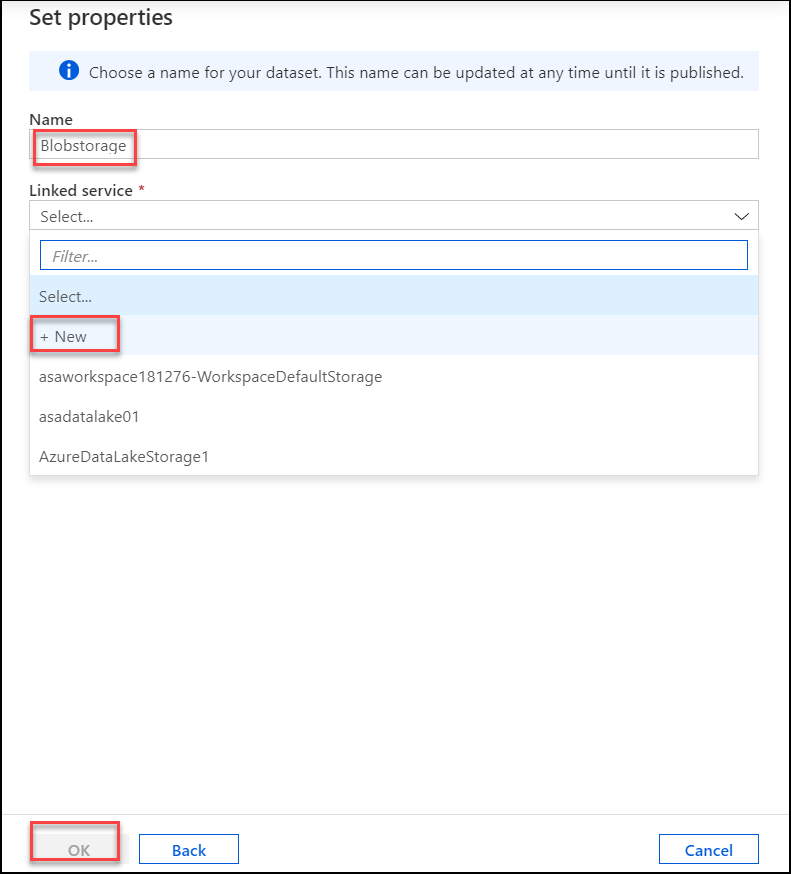 Set properties
Choose a name for your dataset. This name can be updated at any time until it is published.
Name
Blobstorage
Linked service *
Select...
Filter...
Select...
+ New
asaworkspace181276-WorkspaceDefaultStorage
asadatalake01
AzureDataLakeStorage1
OK
Back
Cancel